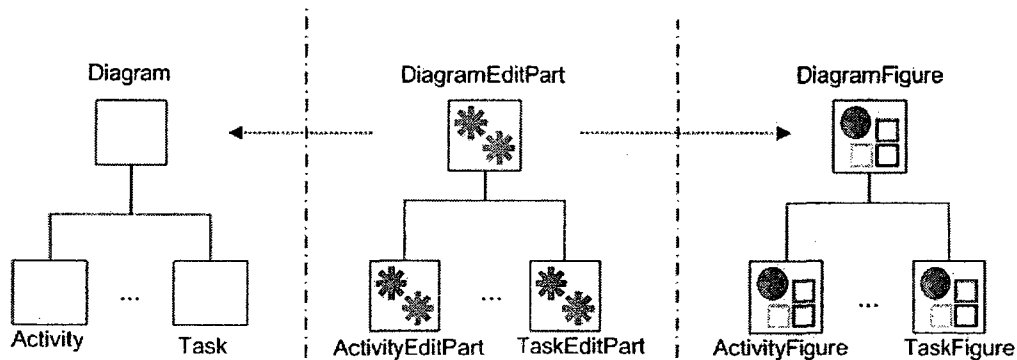 Diagram DiagramEditPart DiagramFigure
... ... ...
Activity Task ActivityEditPart TaskEditPart ActivityFigure TaskFigure